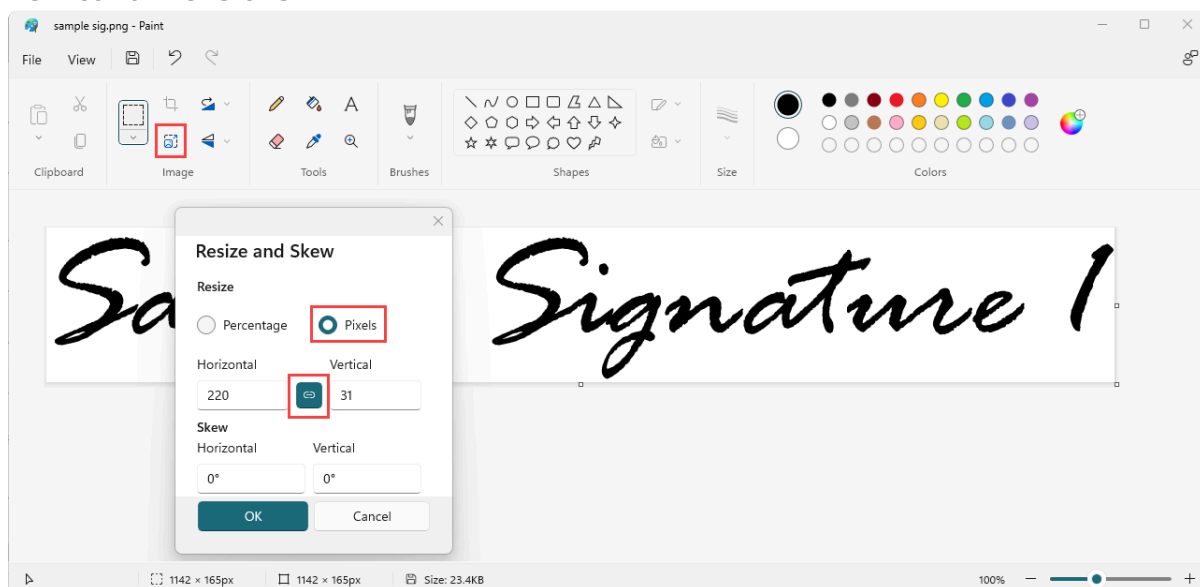 sample sig.png - Paint
File View
Clipboard Image Tools Brushes Shapes Size Colors
Resize and Skew
Resize
Percentage Pixels
Horizontal Vertical
220 31
Skew
Horizontal Vertical
0° 0°
OK Cancel
Sa Signature 1
1142 × 165px 1142 × 165px Size: 23.4KB 100%